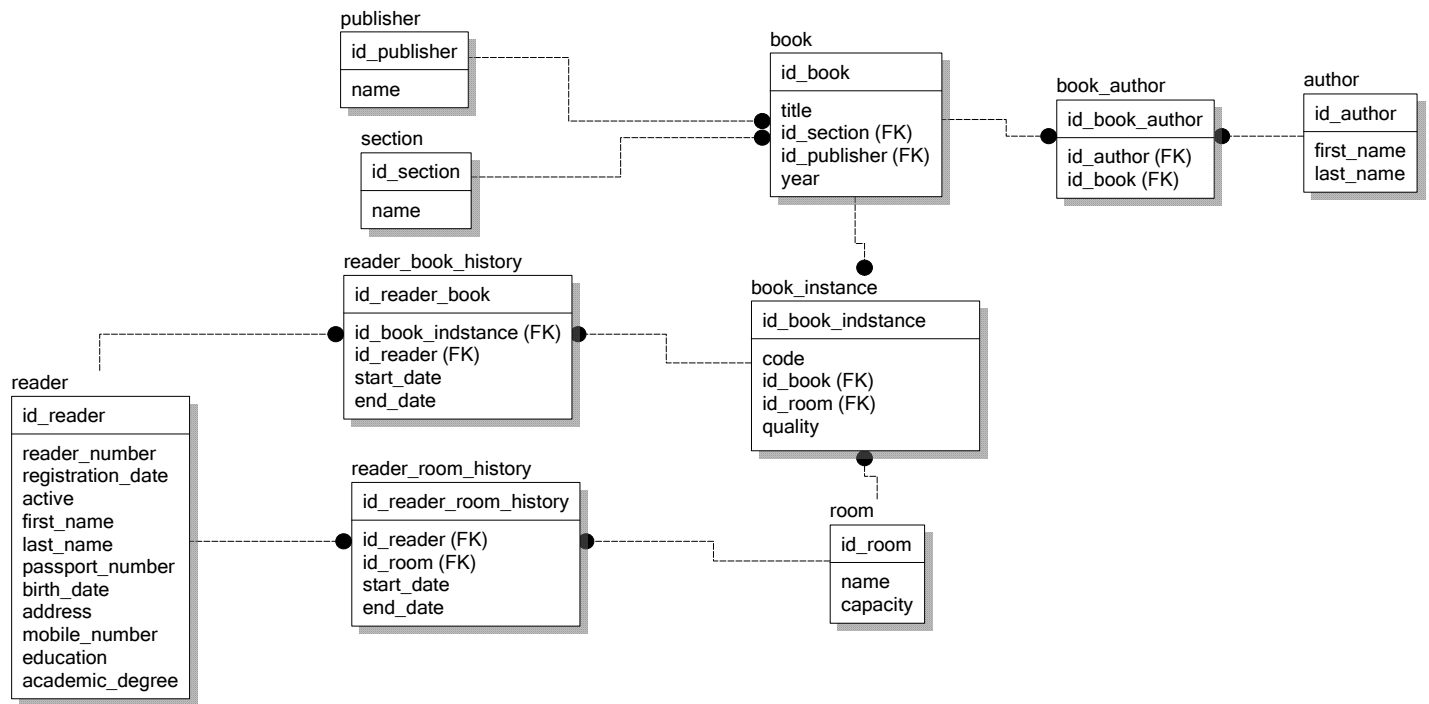 publisher
id_publisher
name
section
id_section
name
book
id_book
title
id_section (FK)
id_publisher (FK)
year
book_author
id_book_author
id_author (FK)
id_book (FK)
author
id_author
first_name
last_name
reader_book_history
id_reader_book
id_book_indstance (FK)
id_reader (FK)
start_date
end_date
book_instance
id_book_indstance
code
id_book (FK)
id_room (FK)
quality
reader
id_reader
reader_number
registration_date
active
first_name
last_name
passport_number
birth_date
address
mobile_number
education
academic_degree
reader_room_history
id_reader_room_history
id_reader (FK)
id_room (FK)
start_date
end_date
room
id_room
name
capacity